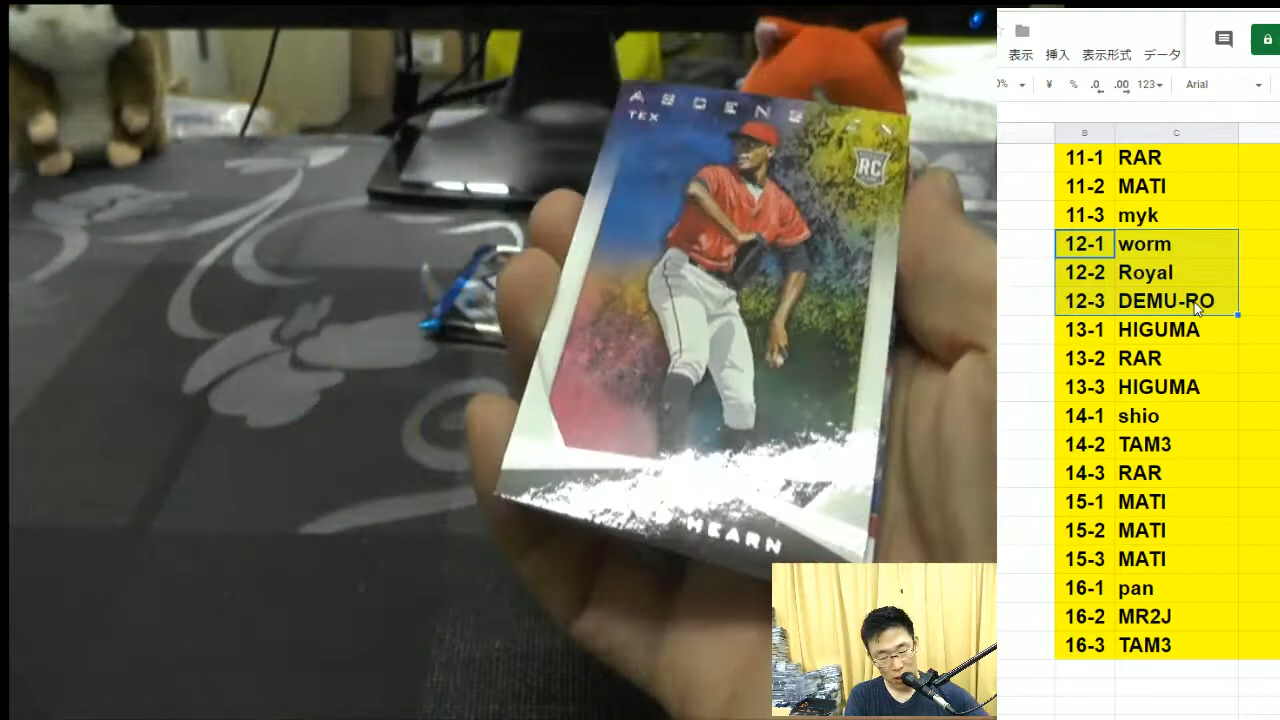 ASCENSION
TEX
RC
HEARN
表示 挿入 表示形式 データ
0% ¥ % .0 .00 123 Arial
B C
11-1 RAR
11-2 MATI
11-3 myk
12-1 worm
12-2 Royal
12-3 DEMU-RO
13-1 HIGUMA
13-2 RAR
13-3 HIGUMA
14-1 shio
14-2 TAM3
14-3 RAR
15-1 MATI
15-2 MATI
15-3 MATI
16-1 pan
16-2 MR2J
16-3 TAM3